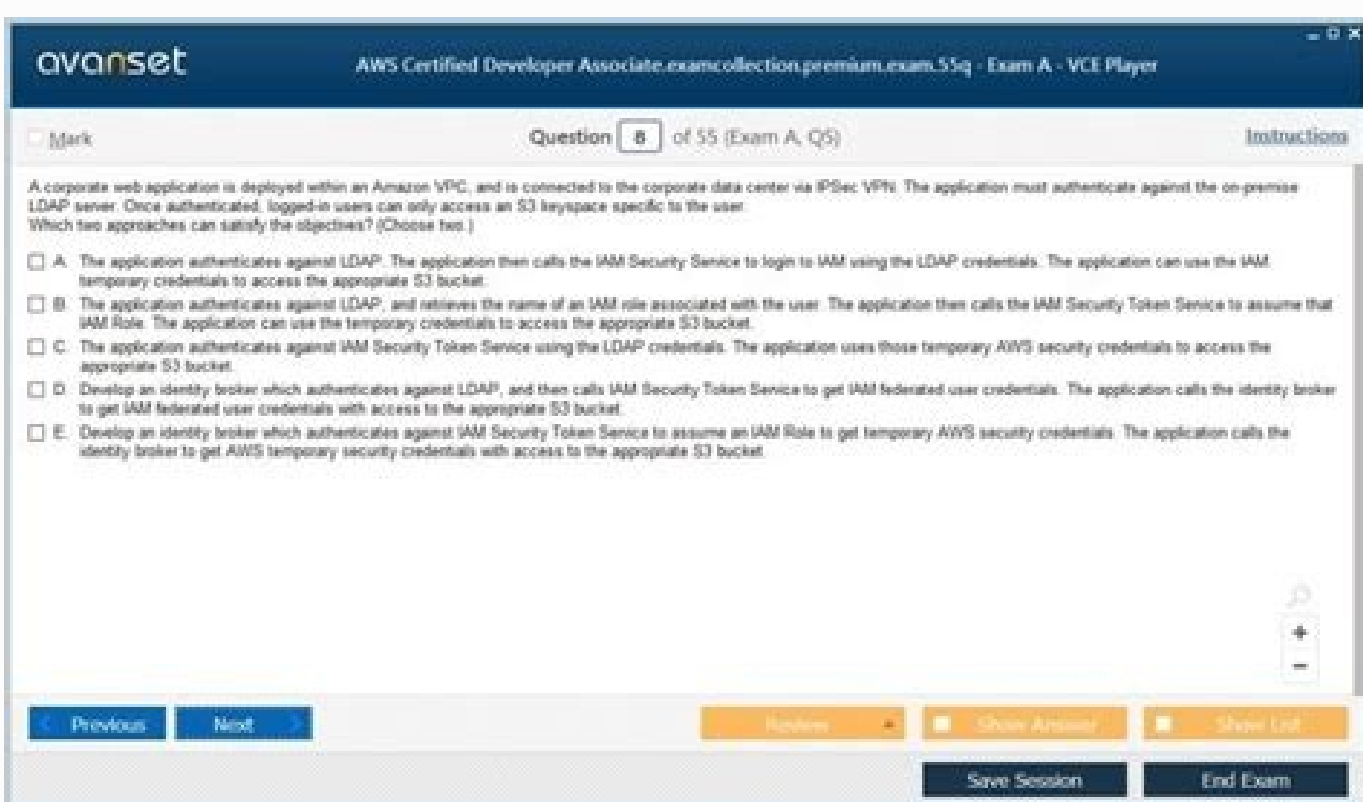 avanset
AWS Certified Developer Associate.examcollection.premium.exam.55q - Exam A - VCE Player
Mark
Question 8 of 55 (Exam A, Q5)
Instructions
A corporate web application is deployed within an Amazon VPC, and is connected to the corporate data center via IPSec VPN. The application must authenticate against the on-premise
LDAP server. Once authenticated, logged-in users can only access an S3 keyspace specific to the user.
Which two approaches can satisfy the objectives? (Choose two.)
A. The application authenticates against LDAP. The application then calls the IAM Security Service to login to IAM using the LDAP credentials. The application can use the IAM
temporary credentials to access the appropriate S3 bucket.
B. The application authenticates against LDAP, and retrieves the name of an IAM role associated with the user. The application then calls the IAM Security Token Service to assume that
IAM Role. The application can use the temporary credentials to access the appropriate S3 bucket.
C. The application authenticates against IAM Security Token Service using the LDAP credentials. The application uses those temporary AWS security credentials to access the
appropriate S3 bucket.
D. Develop an identity broker which authenticates against LDAP, and then calls IAM Security Token Service to get IAM federated user credentials. The application calls the identity broker
to get IAM federated user credentials with access to the appropriate S3 bucket.
E. Develop an identity broker which authenticates against IAM Security Token Service to assume an IAM Role to get temporary AWS security credentials. The application calls the
identity broker to get AWS temporary security credentials with access to the appropriate S3 bucket.
Previous
Next
Review
Show Answer
Show List
Save Session
End Exam